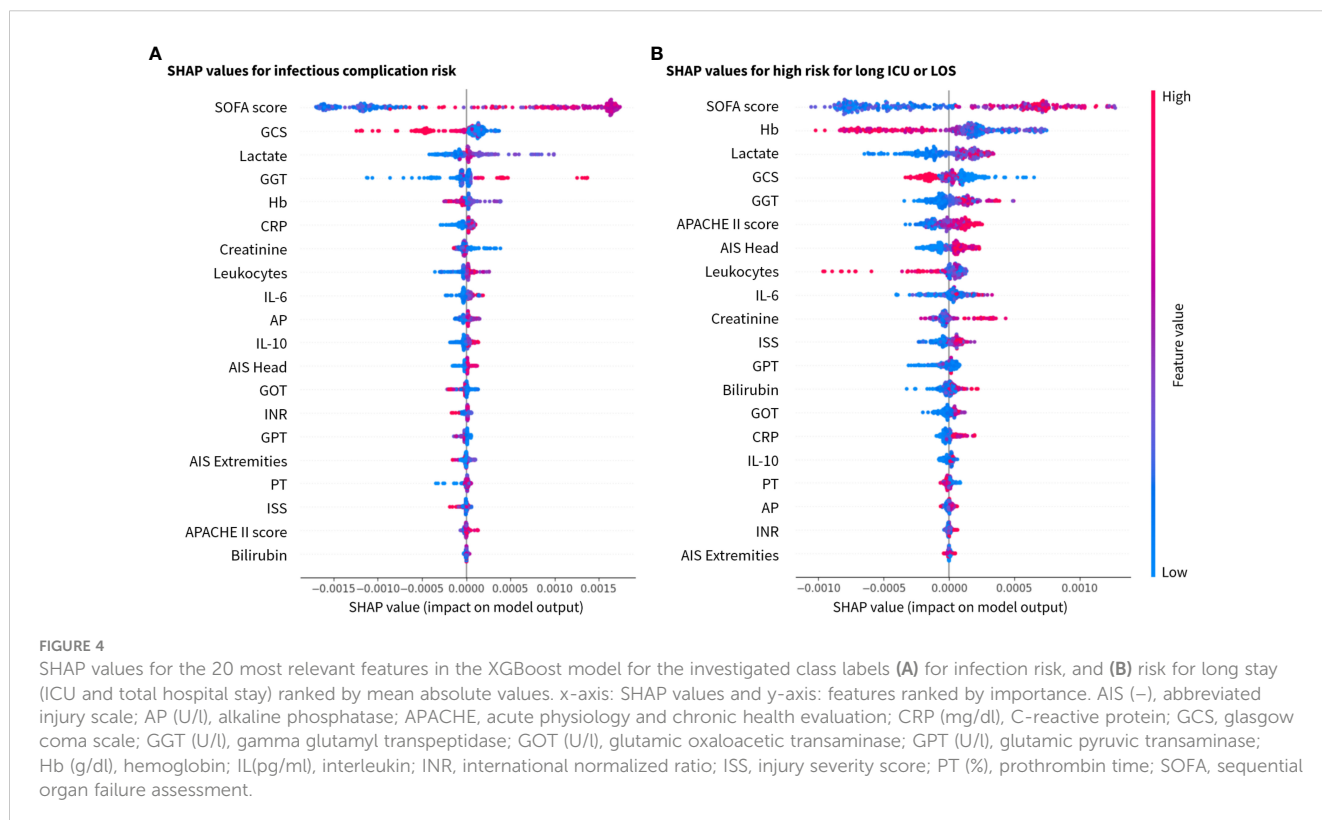 A
SHAP values for infectious complication risk
SOFA score
GCS
Lactate
GGT
Hb
CRP
Creatinine
Leukocytes
IL-6
AP
IL-10
AIS Head
GOT
INR
GPT
AIS Extremities
PT
ISS
APACHE II score
Bilirubin
−0.0015 −0.0010 −0.0005 0.0000 0.0005 0.0010 0.0015
SHAP value (impact on model output)
B
SHAP values for high risk for long ICU or LOS
SOFA score
Hb
Lactate
GCS
GGT
APACHE II score
AIS Head
Leukocytes
IL-6
Creatinine
ISS
GPT
Bilirubin
GOT
CRP
IL-10
PT
AP
INR
AIS Extremities
−0.0010 −0.0005 0.0000 0.0005 0.0010
SHAP value (impact on model output)
High
Feature value
Low
FIGURE 4
SHAP values for the 20 most relevant features in the XGBoost model for the investigated class labels (A) for infection risk, and (B) risk for long stay
(ICU and total hospital stay) ranked by mean absolute values. x-axis: SHAP values and y-axis: features ranked by importance. AIS (−), abbreviated
injury scale; AP (U/l), alkaline phosphatase; APACHE, acute physiology and chronic health evaluation; CRP (mg/dl), C-reactive protein; GCS, glasgow
coma scale; GGT (U/l), gamma glutamyl transpeptidase; GOT (U/l), glutamic oxaloacetic transaminase; GPT (U/l), glutamic pyruvic transaminase;
Hb (g/dl), hemoglobin; IL(pg/ml), interleukin; INR, international normalized ratio; ISS, injury severity score; PT (%), prothrombin time; SOFA, sequential
organ failure assessment.